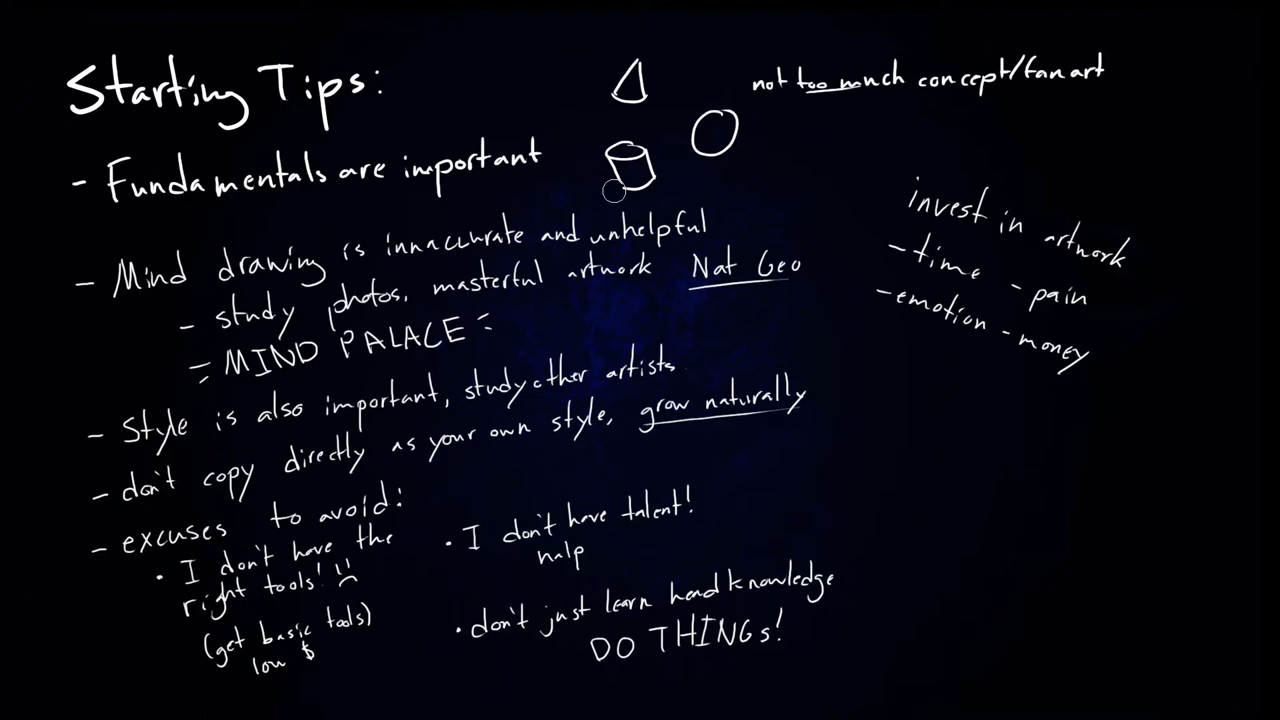 Starting Tips:
not too much concept/fanart
- Fundamentals are important
- Mind drawing is innaccurate and unhelpful
- study photos, masterful artwork Nat Geo
= MIND PALACE =
- Style is also important, study other artists
- don't copy directly as your own style, grow naturally
- excuses to avoid:
• I don't have the
right tools!
(get basic tools)
low $
• I don't have talent!
halp
• don't just learn head knowledge
DO THINGS!
invest in artwork
- time - pain
- emotion - money